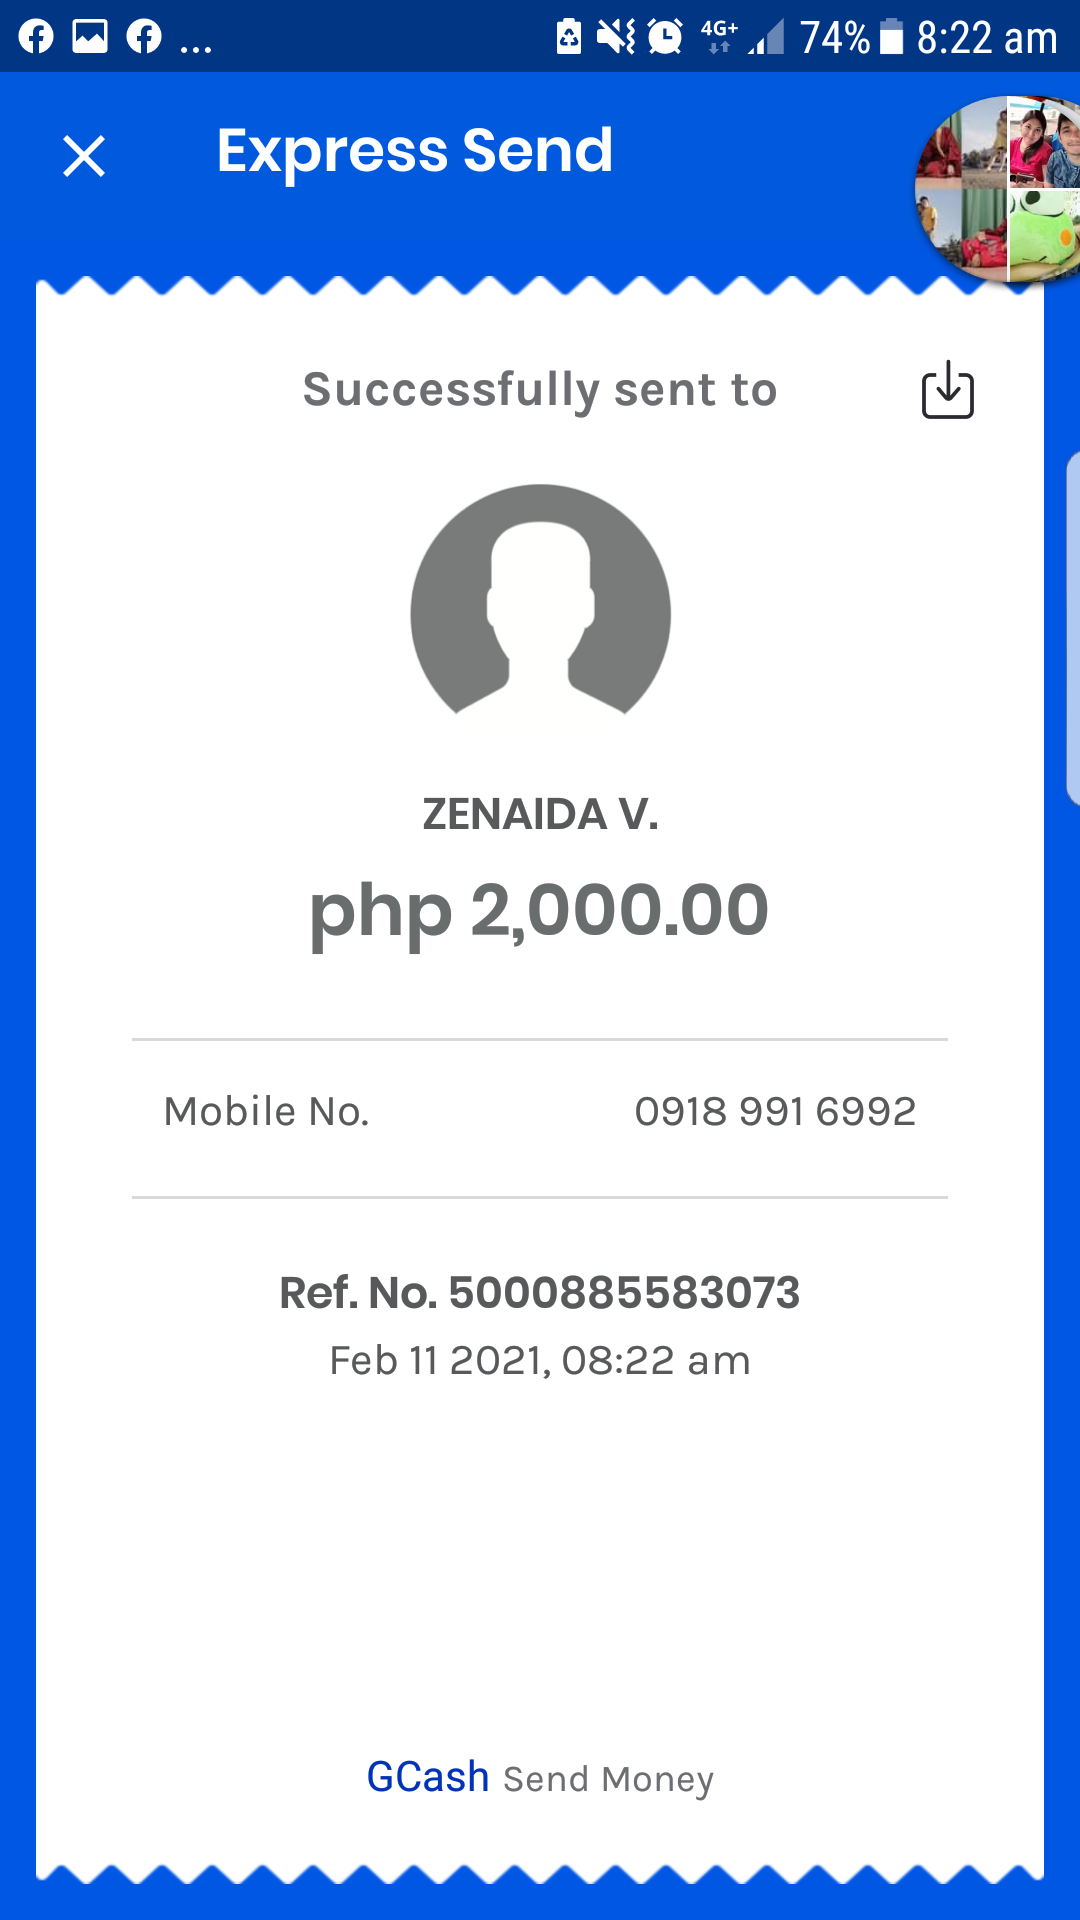 ... 4G+ 74% 8:22 am
Express Send
Successfully sent to
ZENAIDA V.
php 2,000.00
Mobile No. 0918 991 6992
Ref. No. 5000885583073
Feb 11 2021, 08:22 am
GCash Send Money